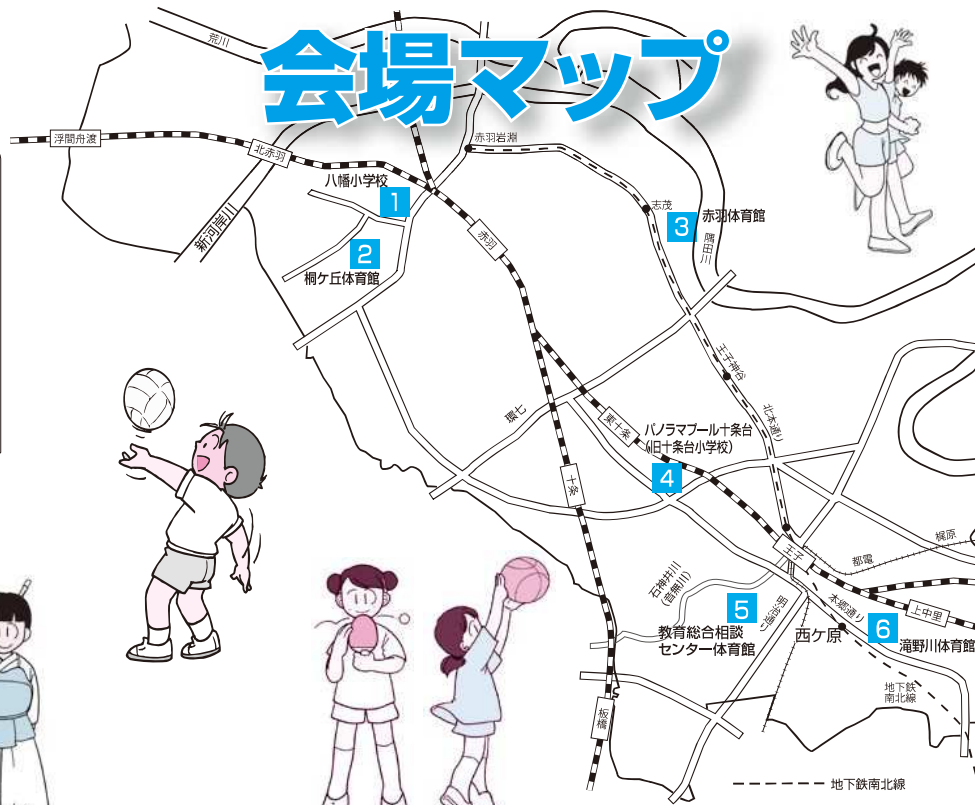 会場マップ
荒川
浮間舟渡
北赤羽
赤羽岩淵
八幡小学校
1
新河岸川
2
桐ケ丘体育館
赤羽
志茂
3
赤羽体育館
隅田川
王子神谷
北本通り
環七
東十条
パノラマプール十条台
(旧十条台小学校)
4
十条
王子
都電
梶原
石神井川
(音無川)
明治通り
本郷通り
上中里
5
教育総合相談
センター体育館
西ケ原
6
滝野川体育館
地下鉄
南北線
板橋
地下鉄南北線